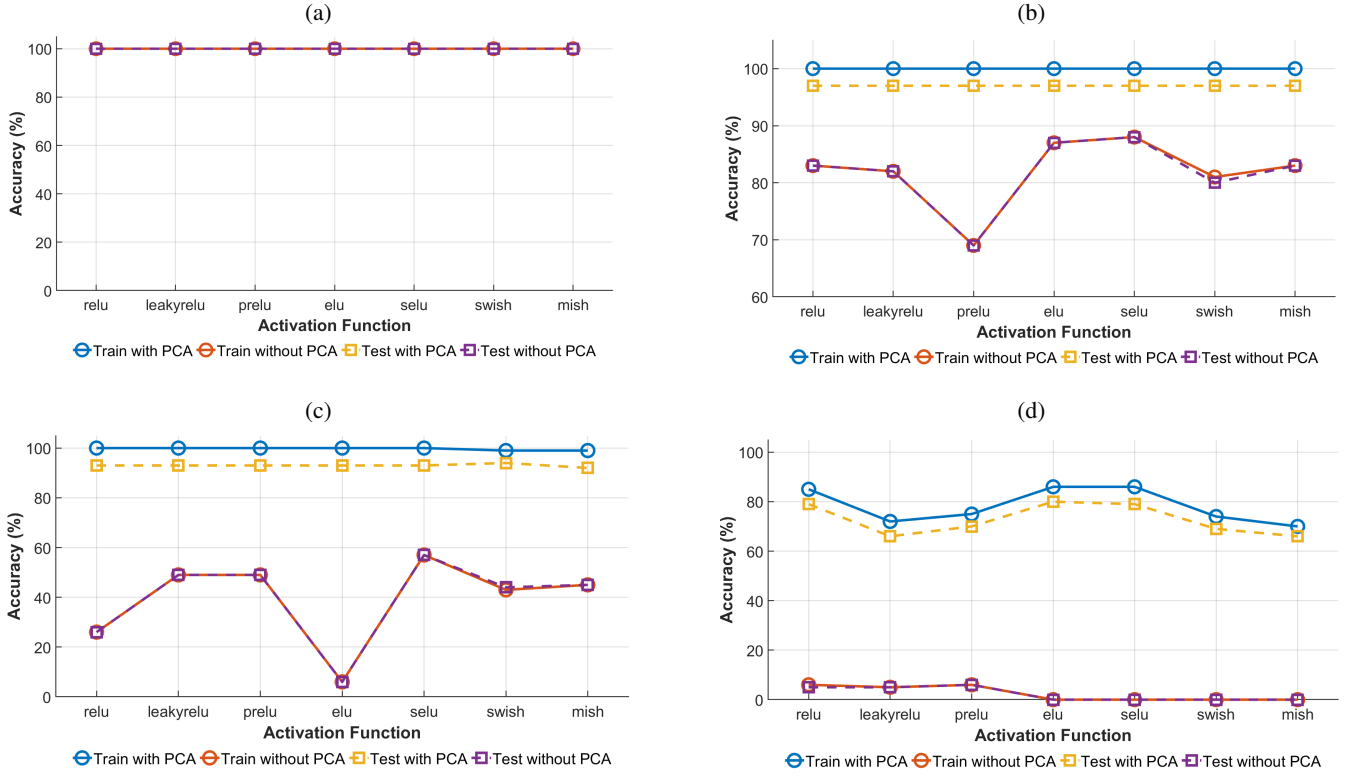 (a)
100
80
60
40
20
0
Accuracy (%)
relu leakyrelu prelu elu selu swish mish
Activation Function
Train with PCA Train without PCA Test with PCA Test without PCA
(b)
100
90
80
70
60
Accuracy (%)
relu leakyrelu prelu elu selu swish mish
Activation Function
Train with PCA Train without PCA Test with PCA Test without PCA
(c)
100
80
60
40
20
0
Accuracy (%)
relu leakyrelu prelu elu selu swish mish
Activation Function
Train with PCA Train without PCA Test with PCA Test without PCA
(d)
100
80
60
40
20
0
Accuracy (%)
relu leakyrelu prelu elu selu swish mish
Activation Function
Train with PCA Train without PCA Test with PCA Test without PCA